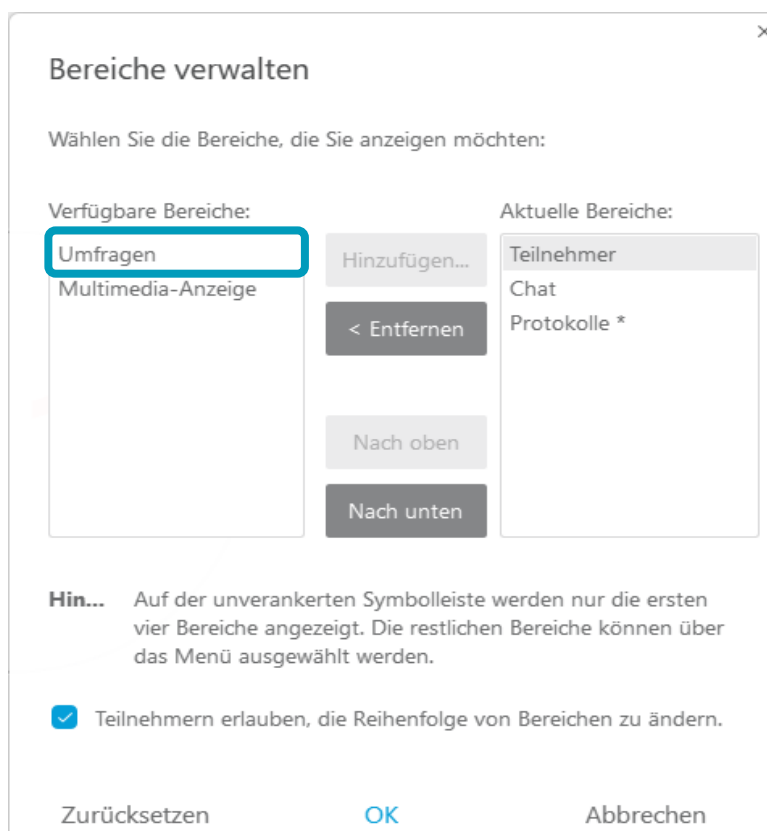 Bereiche verwalten
Wählen Sie die Bereiche, die Sie anzeigen möchten:
Verfügbare Bereiche:
Umfragen
Multimedia-Anzeige
Hinzufügen...
< Entfernen
Nach oben
Nach unten
Aktuelle Bereiche:
Teilnehmer
Chat
Protokolle *
Hin... Auf der unverankerten Symbolleiste werden nur die ersten
vier Bereiche angezeigt. Die restlichen Bereiche können über
das Menü ausgewählt werden.
Teilnehmern erlauben, die Reihenfolge von Bereichen zu ändern.
Zurücksetzen OK Abbrechen